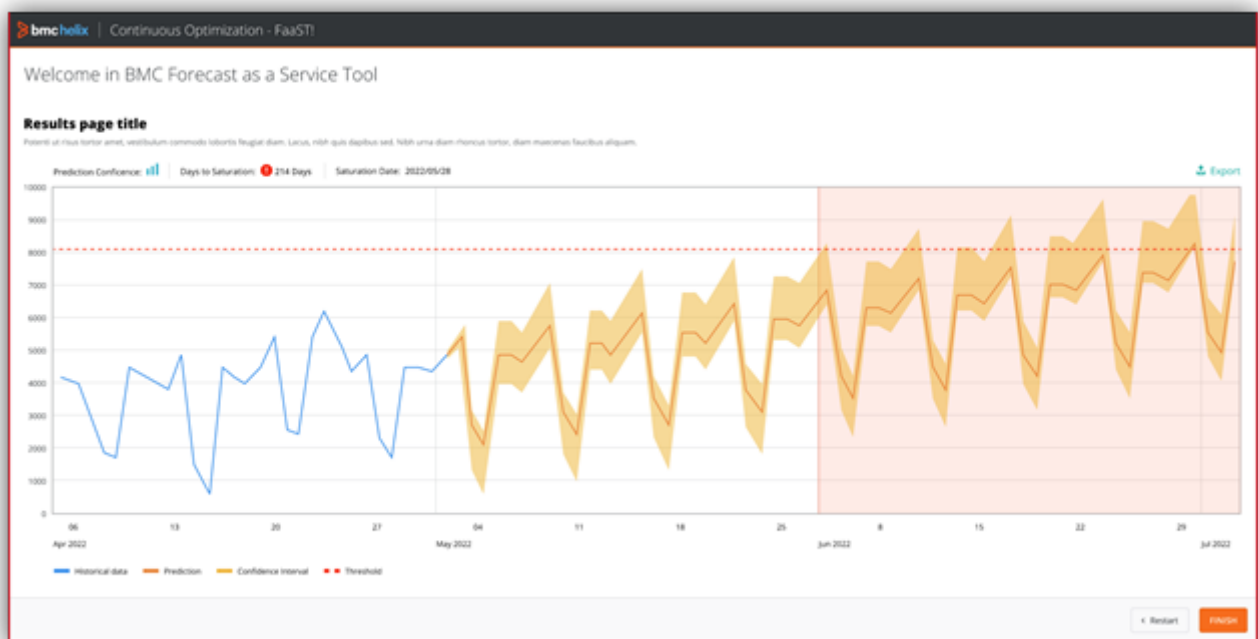 bmc helix | Continuous Optimization - FaaST!
Welcome in BMC Forecast as a Service Tool
Results page title
Potenti ut risus tortor amet, vestibulum commodo lobortis feugiat diam. Lacus, nibh quis dapibus sed. Nibh urna diam rhoncus tortor, diam maecenas faucibus aliquam.
Prediction Conficence: Days to Saturation: 214 Days Saturation Date: 2022/05/28 Export
10000
9000
8000
7000
6000
5000
4000
3000
2000
1000
0
06 13 20 27 04 11 18 25 8 15 22 29
Apr 2022 May 2022 Jun 2022 Jul 2022
Historical data Prediction Confidence Interval Threshold
< Restart FINISH